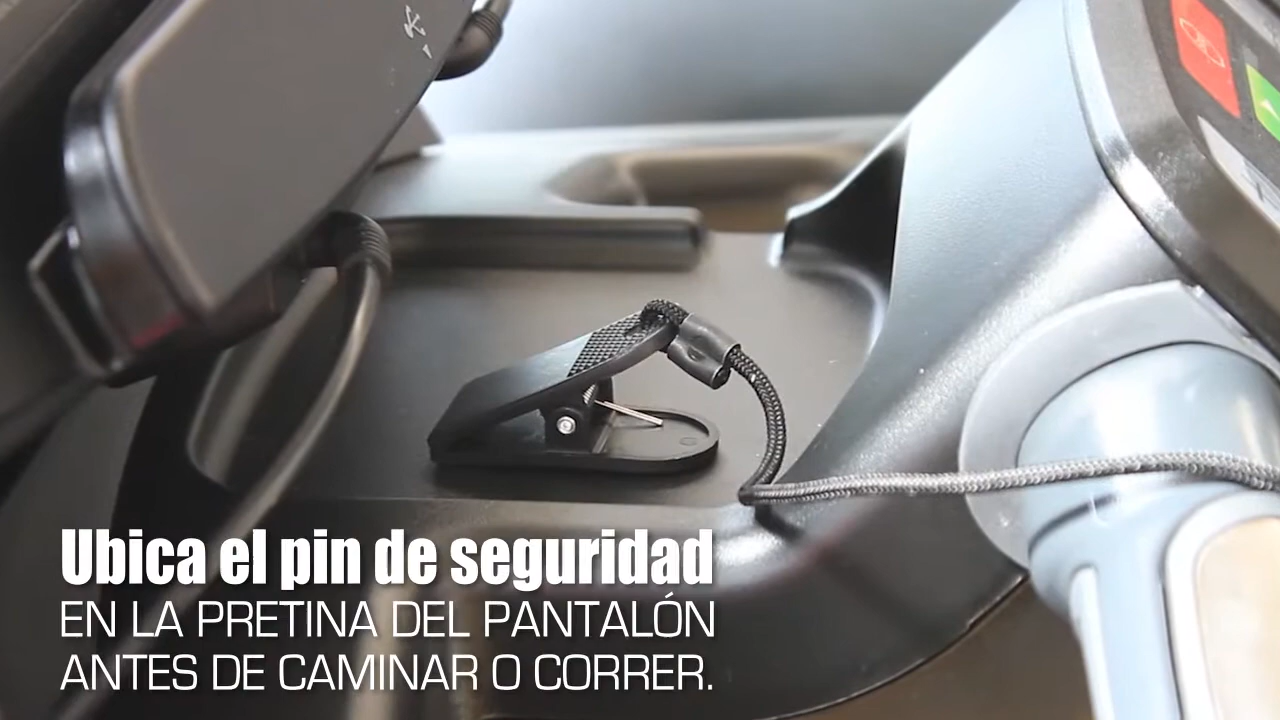 Ubica el pin de seguridad
EN LA PRETINA DEL PANTALÓN
ANTES DE CAMINAR O CORRER.